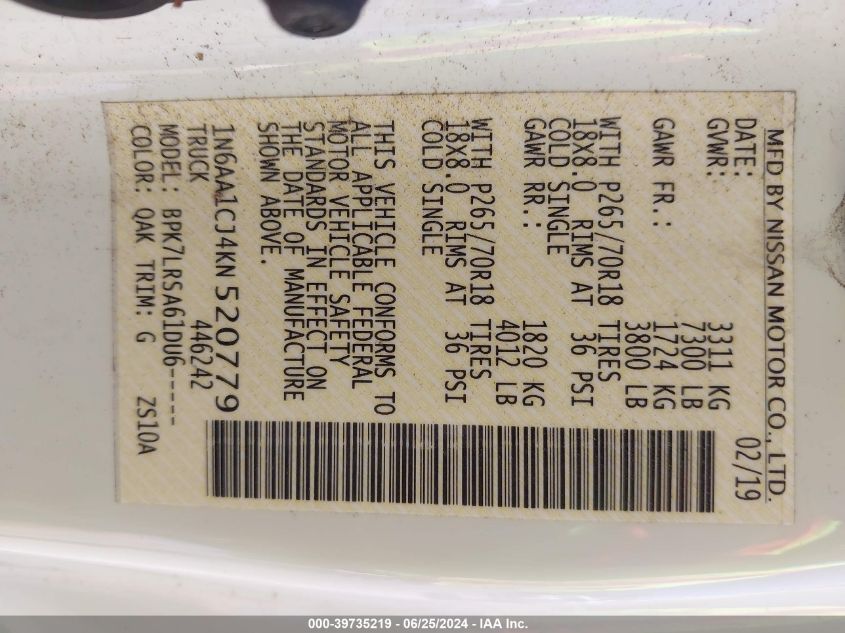 MFD BY NISSAN MOTOR CO., LTD.
DATE: 02/19
GVWR: 3311 KG
7300 LB
GAWR FR.: 1724 KG
3800 LB
WITH P265/70R18 TIRES
18X8.0 RIMS AT 36 PSI
COLD SINGLE
GAWR RR.: 1820 KG
4012 LB
WITH P265/70R18 TIRES
18X8.0 RIMS AT 36 PSI
COLD SINGLE
THIS VEHICLE CONFORMS TO
ALL APPLICABLE FEDERAL
MOTOR VEHICLE SAFETY
STANDARDS IN EFFECT ON
THE DATE OF MANUFACTURE
SHOWN ABOVE.
1N6AA1CJ4KN520779
TRUCK 446242
MODEL: BPK7LRSA61DU6-----
COLOR: QAK TRIM: G ZS10A
000-39735219 - 06/25/2024 - IAA Inc.